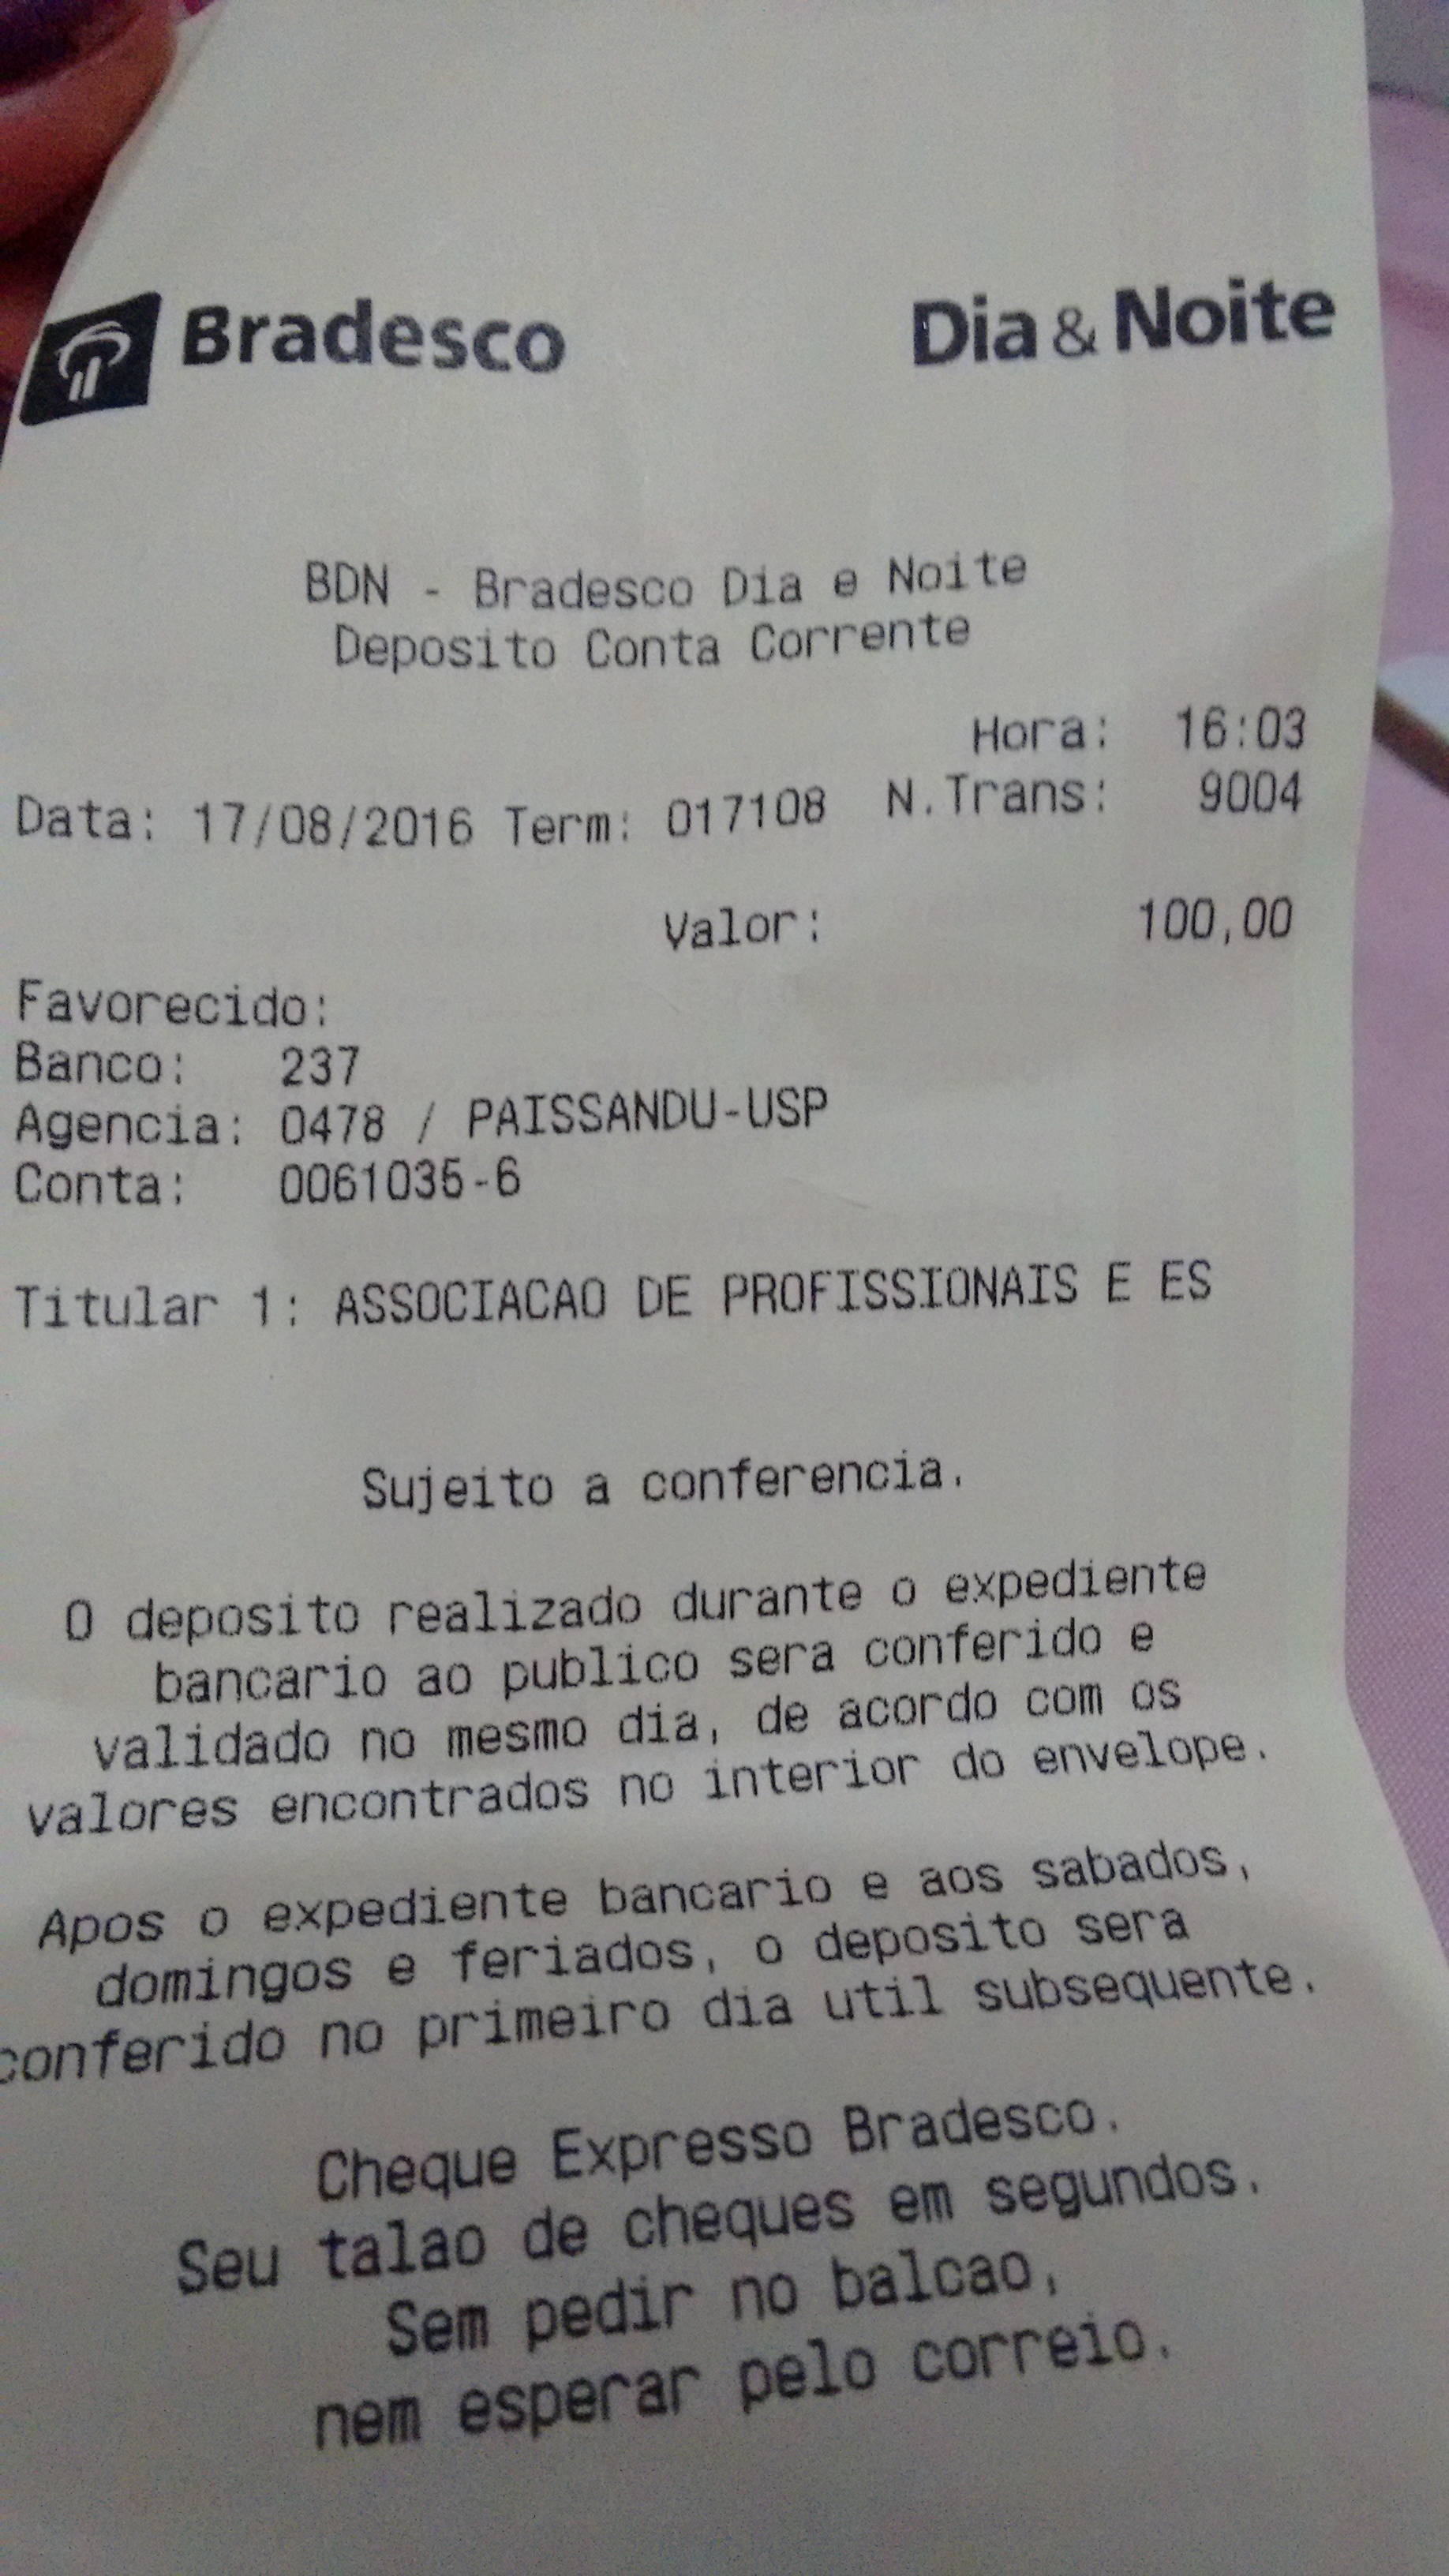 Bradesco Dia & Noite
BDN - Bradesco Dia e Noite
Deposito Conta Corrente
Hora: 16:03
Data: 17/08/2016 Term: 017108 N.Trans: 9004
Valor: 100,00
Favorecido:
Banco: 237
Agencia: 0478 / PAISSANDU-USP
Conta: 0061035-6
Titular 1: ASSOCIACAO DE PROFISSIONAIS E ES
Sujeito a conferencia.
O deposito realizado durante o expediente
bancario ao publico sera conferido e
validado no mesmo dia, de acordo com os
valores encontrados no interior do envelope.
Apos o expediente bancario e aos sabados,
domingos e feriados, o deposito sera
conferido no primeiro dia util subsequente.
Cheque Expresso Bradesco.
Seu talao de cheques em segundos.
Sem pedir no balcao,
nem esperar pelo correio.